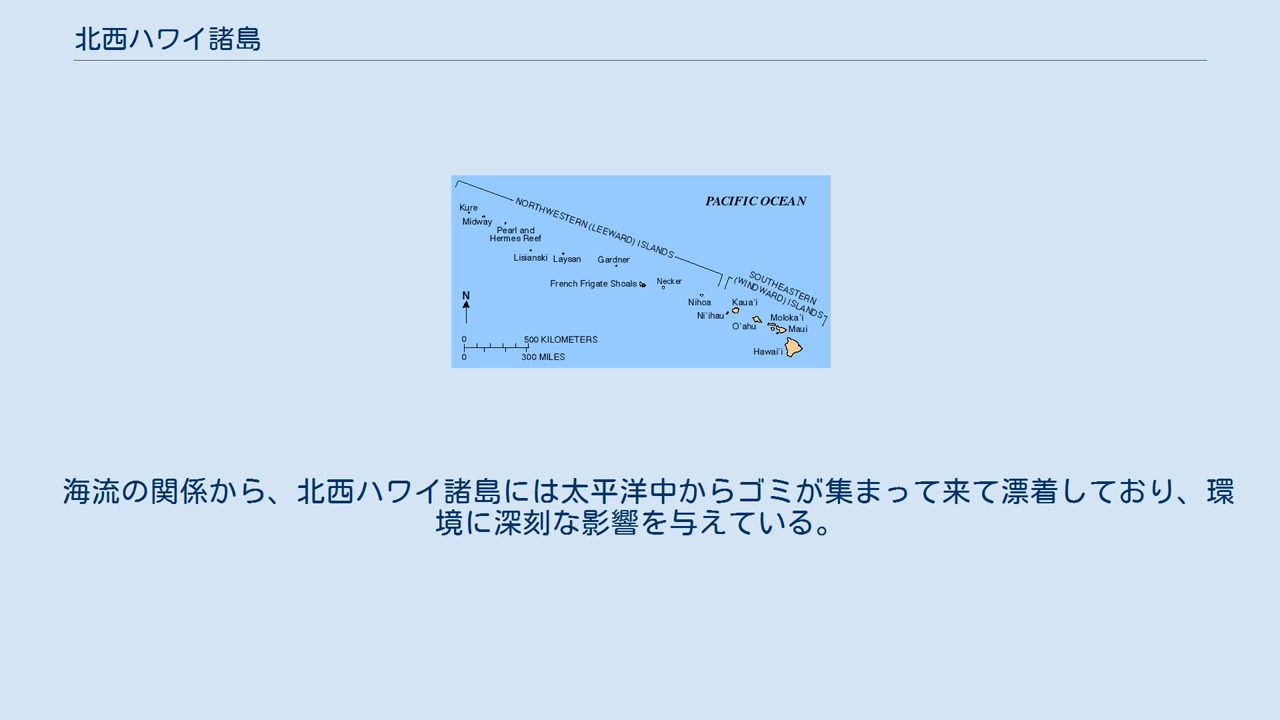 北西ハワイ諸島
PACIFIC OCEAN
NORTHWESTERN (LEEWARD) ISLANDS
Kure
Midway
Pearl and
Hermes Reef
Lisianski
Laysan
Gardner
French Frigate Shoals
Necker
SOUTHEASTERN
(WINDWARD) ISLANDS
Nihoa
Kaua`i
Ni`ihau
O`ahu
Moloka`i
Maui
Hawai`i
N
0 500 KILOMETERS
0 300 MILES
海流の関係から、北西ハワイ諸島には太平洋中からゴミが集まって来て漂着しており、環
境に深刻な影響を与えている。